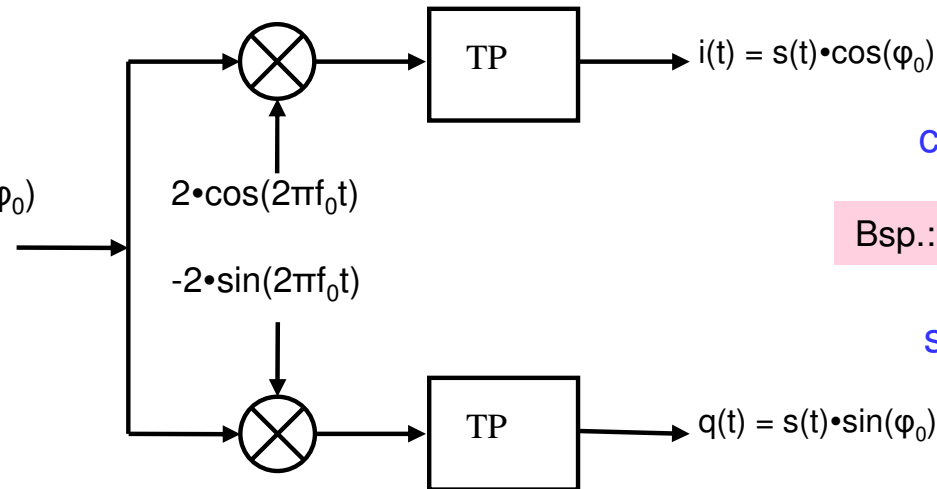 TP
i(t) = s(t)•cos(φ₀)
c
φ₀)
2•cos(2πf₀t)
Bsp.:
-2•sin(2πf₀t)
s
TP
q(t) = s(t)•sin(φ₀)